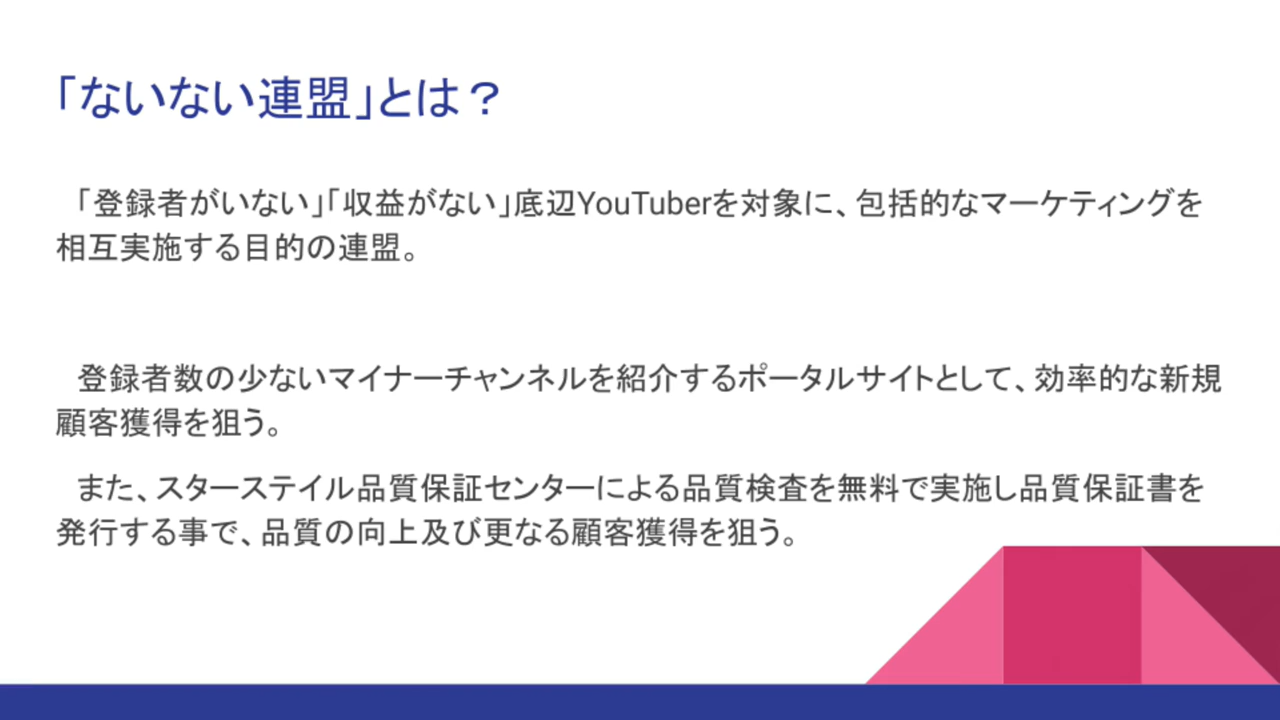 「ないない連盟」とは？
「登録者がいない」「収益がない」底辺YouTuberを対象に、包括的なマーケティングを
相互実施する目的の連盟。
登録者数の少ないマイナーチャンネルを紹介するポータルサイトとして、効率的な新規
顧客獲得を狙う。
また、スターステイル品質保証センターによる品質検査を無料で実施し品質保証書を
発行する事で、品質の向上及び更なる顧客獲得を狙う。